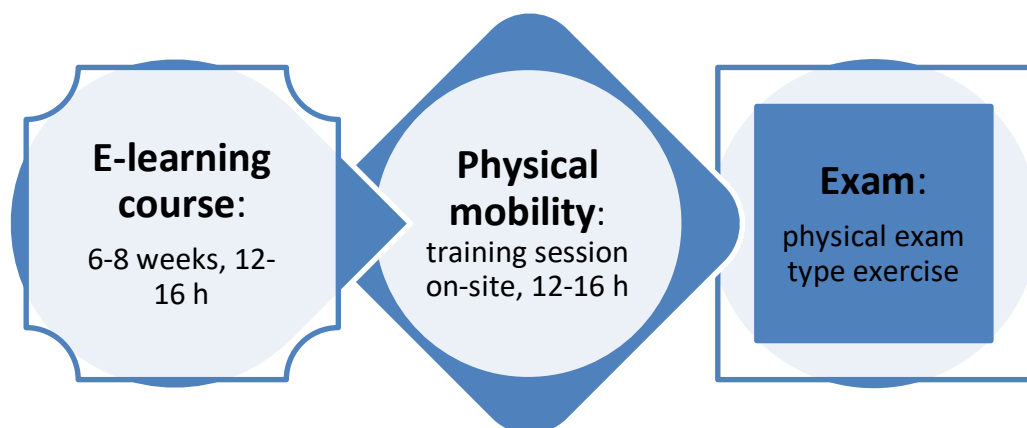 E-learning
course:
6-8 weeks, 12-
16 h
Physical
mobility:
training session
on-site, 12-16 h
Exam:
physical exam
type exercise